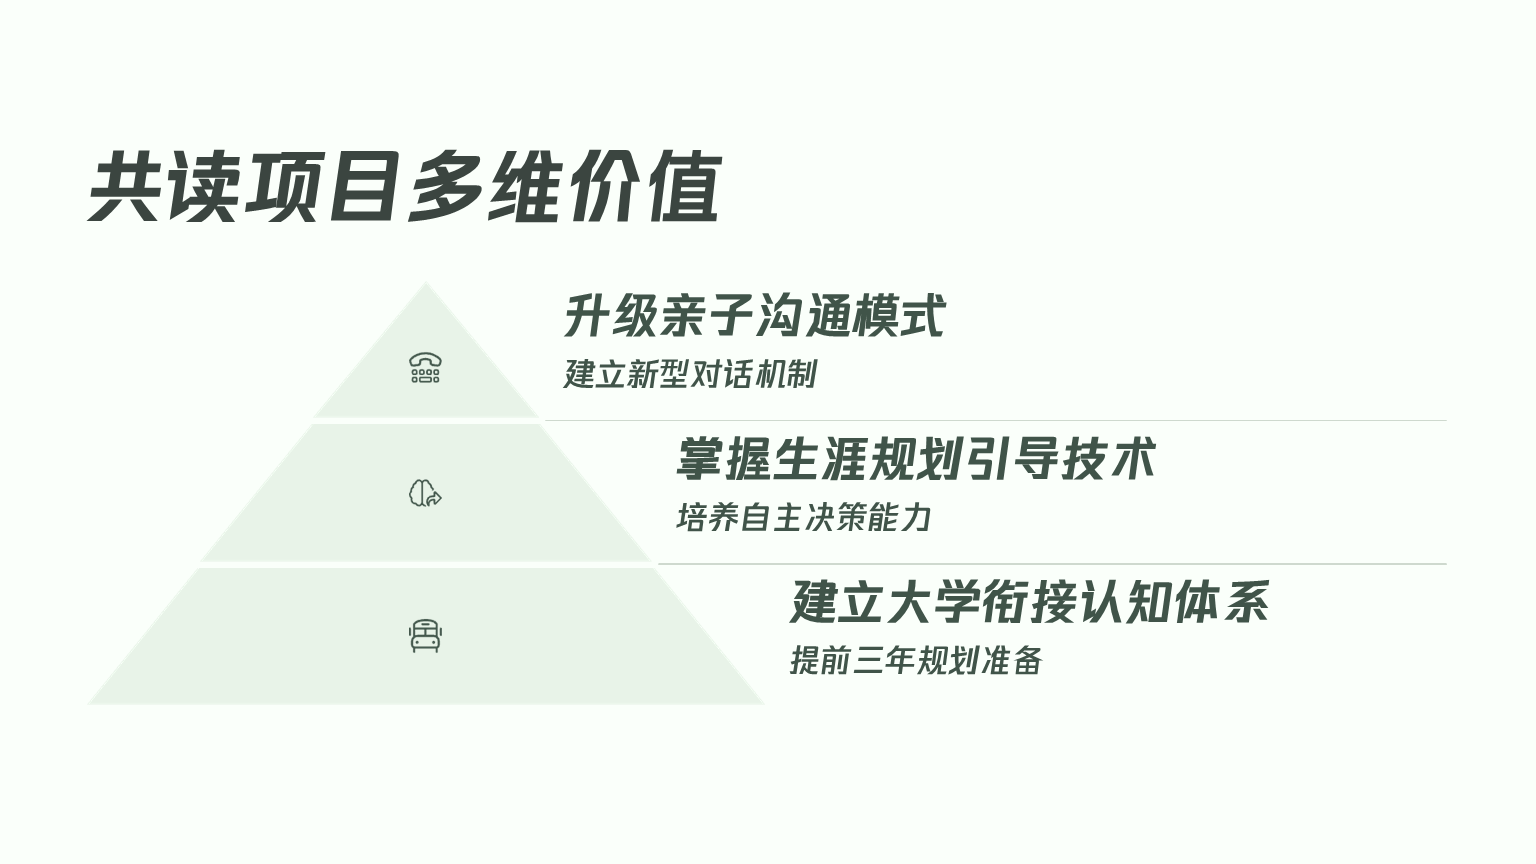 共读项目多维价值
升级亲子沟通模式
建立新型对话机制
掌握生涯规划引导技术
培养自主决策能力
建立大学衔接认知体系
提前三年规划准备